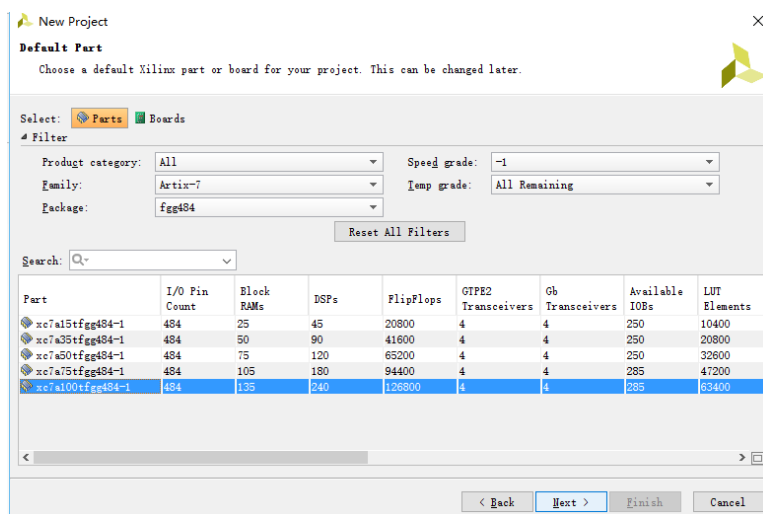 New Project
Default Part
Choose a default Xilinx part or board for your project. This can be changed later.
Select: Parts Boards
Filter
Product category: All Speed grade: -1
Family: Artix-7 Temp grade: All Remaining
Package: fgg484
Reset All Filters
Search:
Part I/O Pin Count Block RAMs DSPs FlipFlops GTPE2 Transceivers Gb Transceivers Available IOBs LUT Elements
xc7a15tfgg484-1 484 25 45 20800 4 4 250 10400
xc7a35tfgg484-1 484 50 90 41600 4 4 250 20800
xc7a50tfgg484-1 484 75 120 65200 4 4 250 32600
xc7a75tfgg484-1 484 105 180 94400 4 4 285 47200
xc7a100tfgg484-1 484 135 240 126800 4 4 285 63400
< Back Next > Finish Cancel